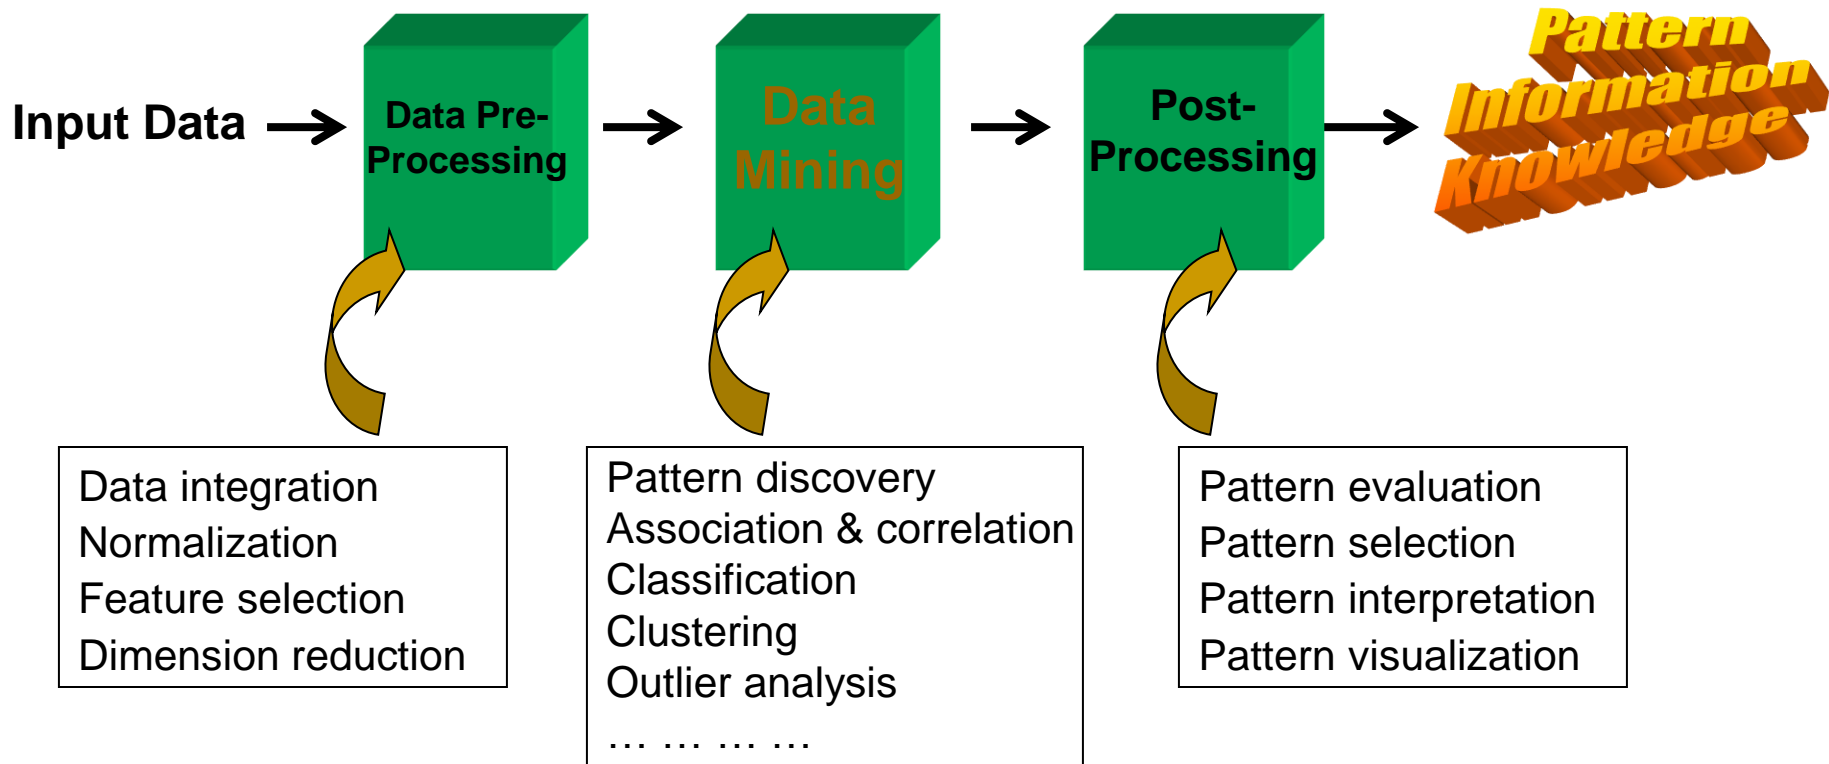 Input Data
Data Pre-
Processing
Data
Mining
Post-
Processing
Pattern
Information
Knowledge
Data integration
Normalization
Feature selection
Dimension reduction
Pattern discovery
Association & correlation
Classification
Clustering
Outlier analysis
… … … …
Pattern evaluation
Pattern selection
Pattern interpretation
Pattern visualization